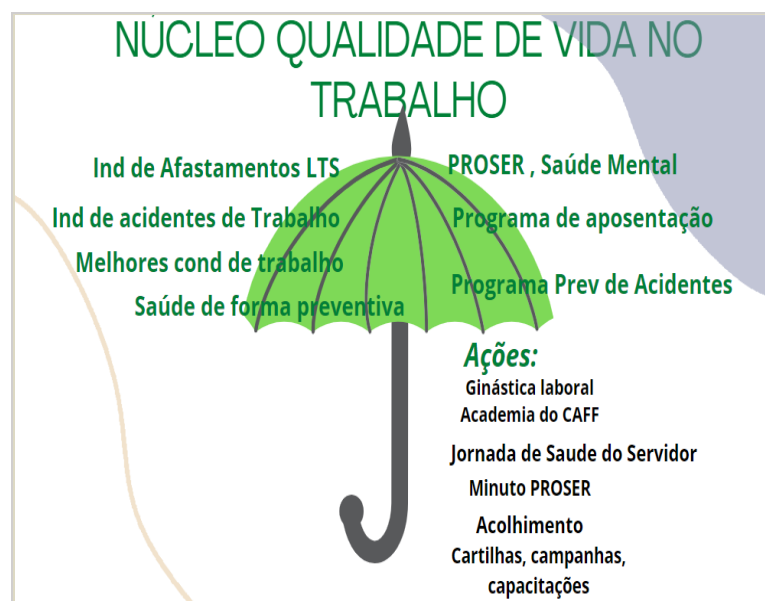 NÚCLEO QUALIDADE DE VIDA NO
TRABALHO
Ind de Afastamentos LTS
Ind de acidentes de Trabalho
Melhores cond de trabalho
Saúde de forma preventiva
PROSER , Saúde Mental
Programa de aposentação
Programa Prev de Acidentes
Ações:
Ginástica laboral
Academia do CAFF
Jornada de Saude do Servidor
Minuto PROSER
Acolhimento
Cartilhas, campanhas,
capacitações